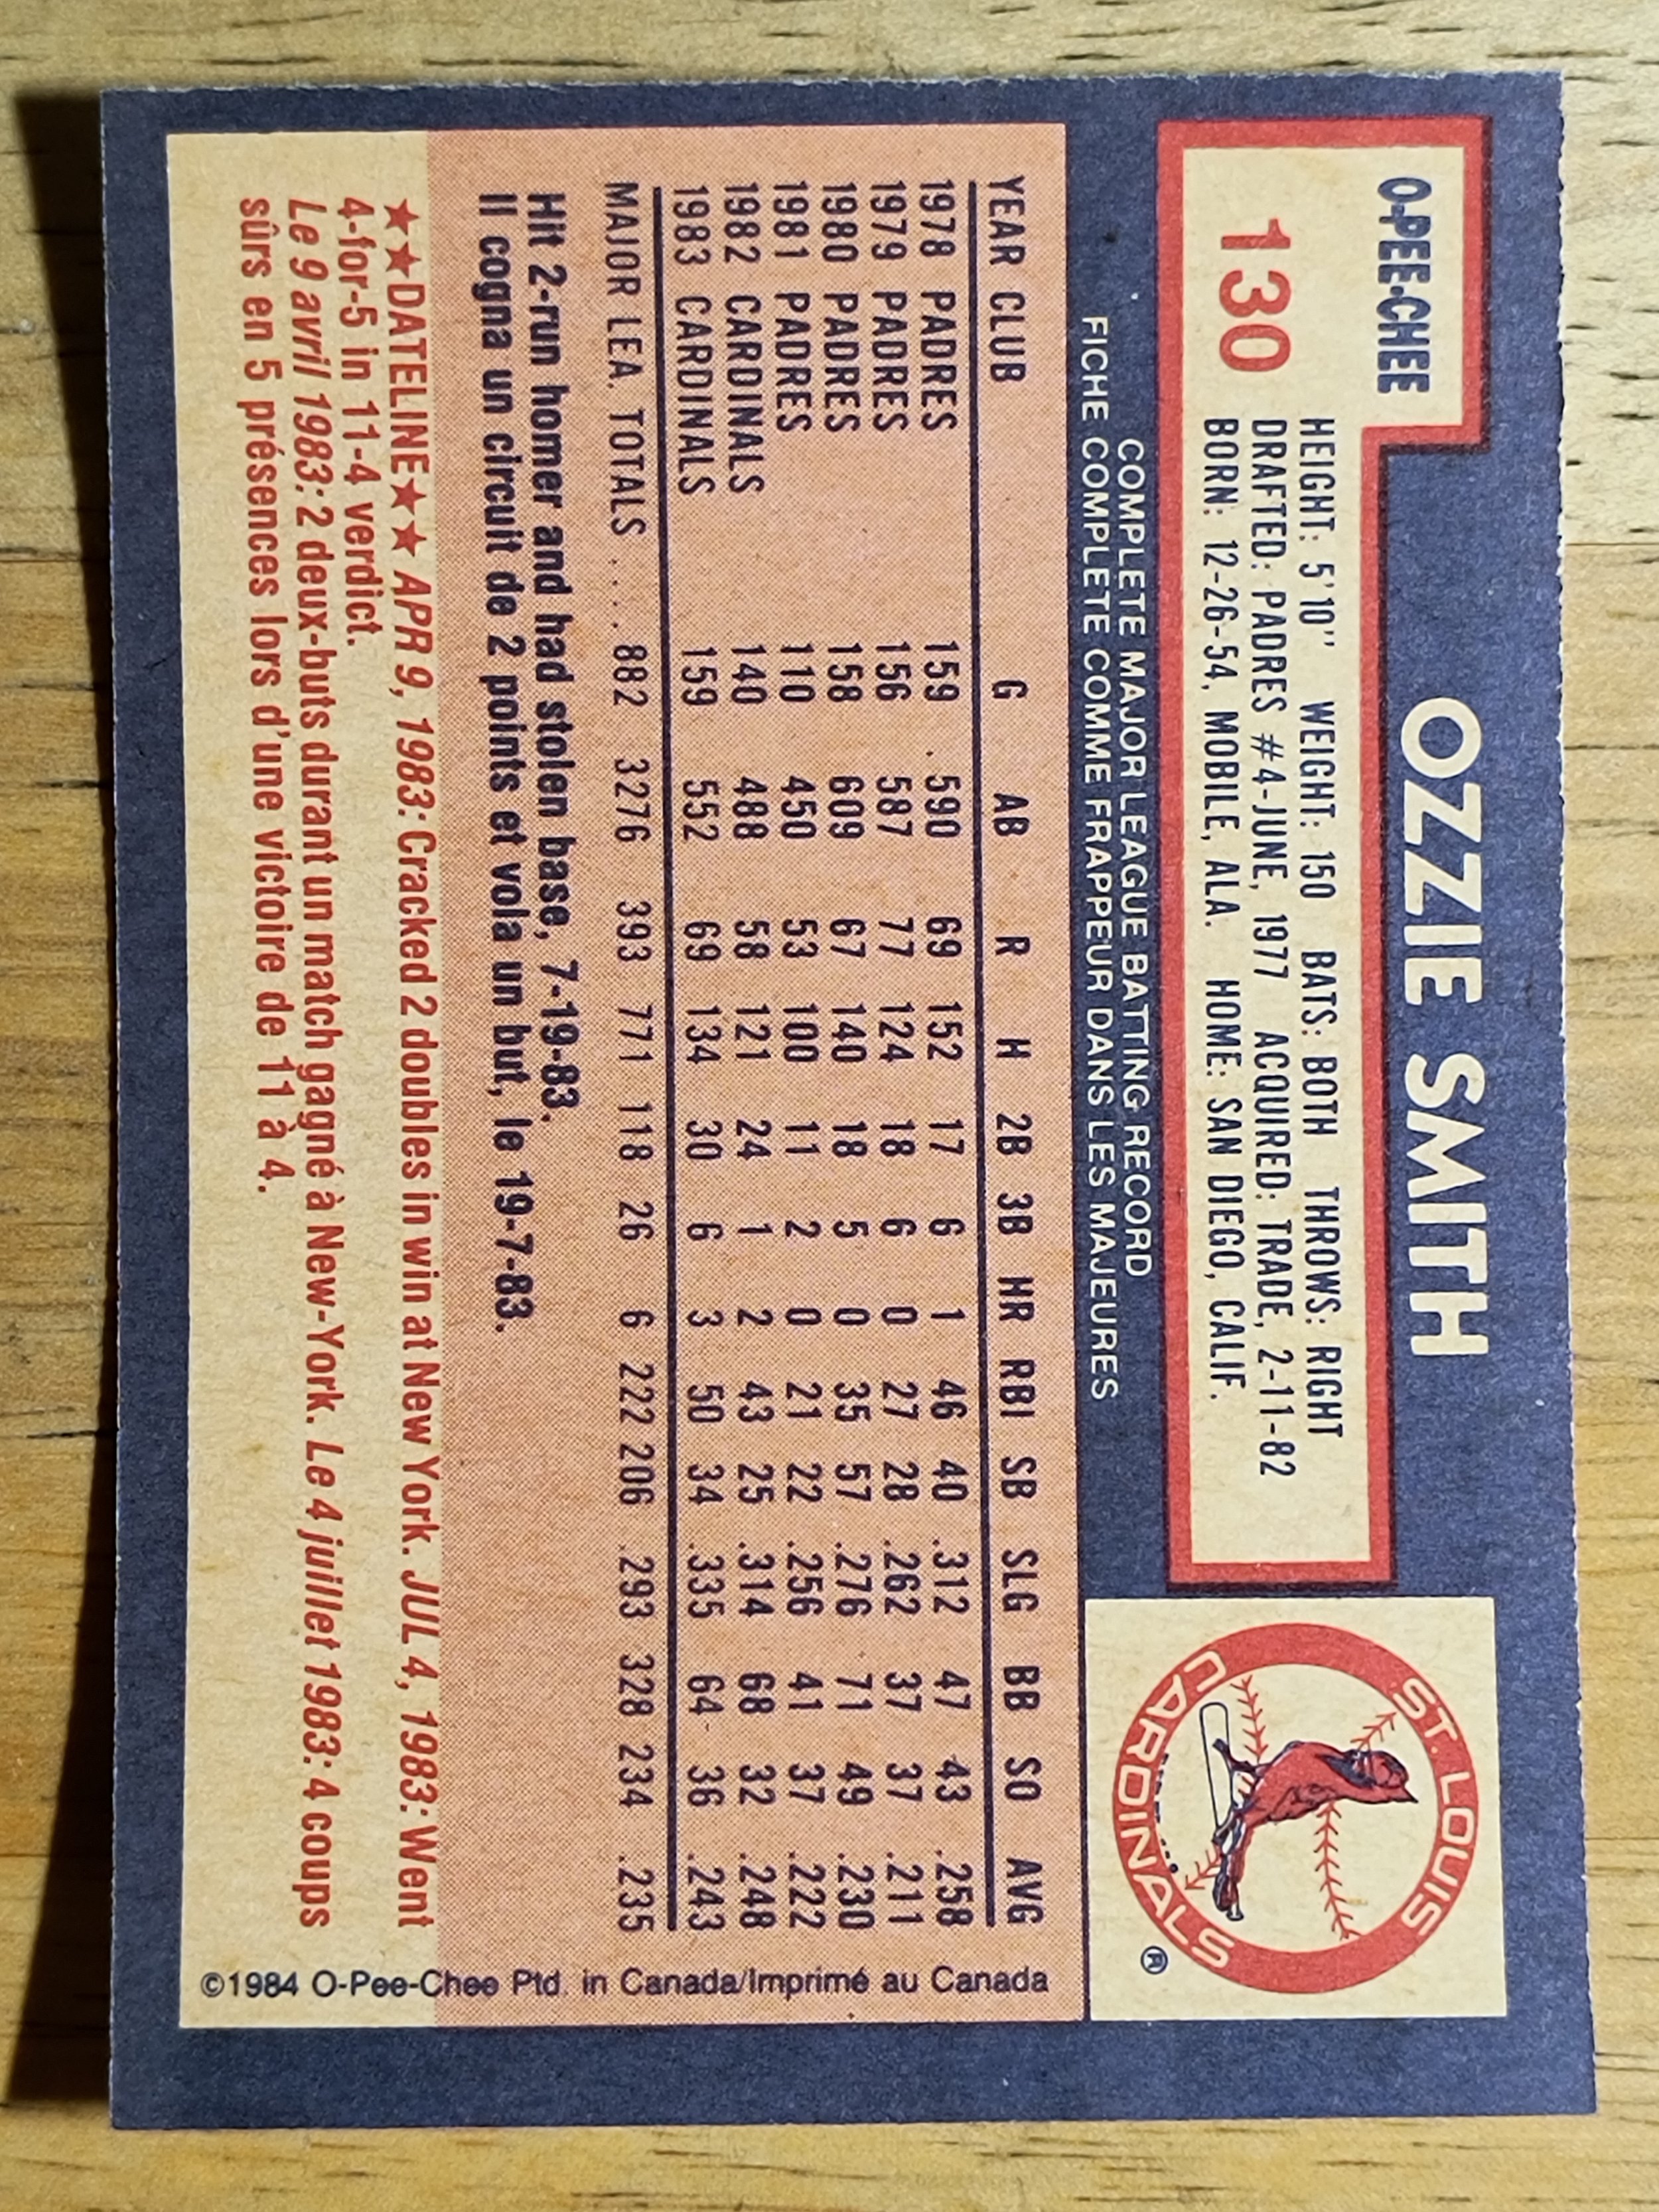 O-PEE-CHEE
130
OZZIE SMITH
HEIGHT: 5'10" WEIGHT: 150 BATS: BOTH THROWS: RIGHT
DRAFTED: PADRES #4-JUNE, 1977 ACQUIRED: TRADE, 2-11-82
BORN: 12-26-54, MOBILE, ALA. HOME: SAN DIEGO, CALIF.
ST. LOUIS
CARDINALS
®
COMPLETE MAJOR LEAGUE BATTING RECORD
FICHE COMPLETE COMME FRAPPEUR DANS LES MAJEURES
YEAR CLUB G AB R H 2B 3B HR RBI SB SLG BB SO AVG
1978 PADRES 159 590 69 152 17 6 1 46 40 .312 47 43 .258
1979 PADRES 156 587 77 124 18 6 0 27 28 .262 37 37 .211
1980 PADRES 158 609 67 140 18 5 0 35 57 .276 71 49 .230
1981 PADRES 110 450 53 100 11 2 0 21 22 .256 41 37 .222
1982 CARDINALS 140 488 58 121 24 1 2 43 25 .314 68 32 .248
1983 CARDINALS 159 552 69 134 30 6 3 50 34 .335 64 36 .243
MAJOR LEA. TOTALS .... 882 3276 393 771 118 26 6 222 206 .293 328 234 .235
Hit 2-run homer and had stolen base, 7-19-83.
Il cogna un circuit de 2 points et vola un but, le 19-7-83.
★★DATELINE★★ APR 9, 1983: Cracked 2 doubles in win at New York. JUL 4, 1983: Went
4-for-5 in 11-4 verdict.
Le 9 avril 1983: 2 deux-buts durant un match gagné à New-York. Le 4 juillet 1983: 4 coups
sûrs en 5 présences lors d'une victoire de 11 à 4.
©1984 O-Pee-Chee Ptd. in Canada/Imprimé au Canada